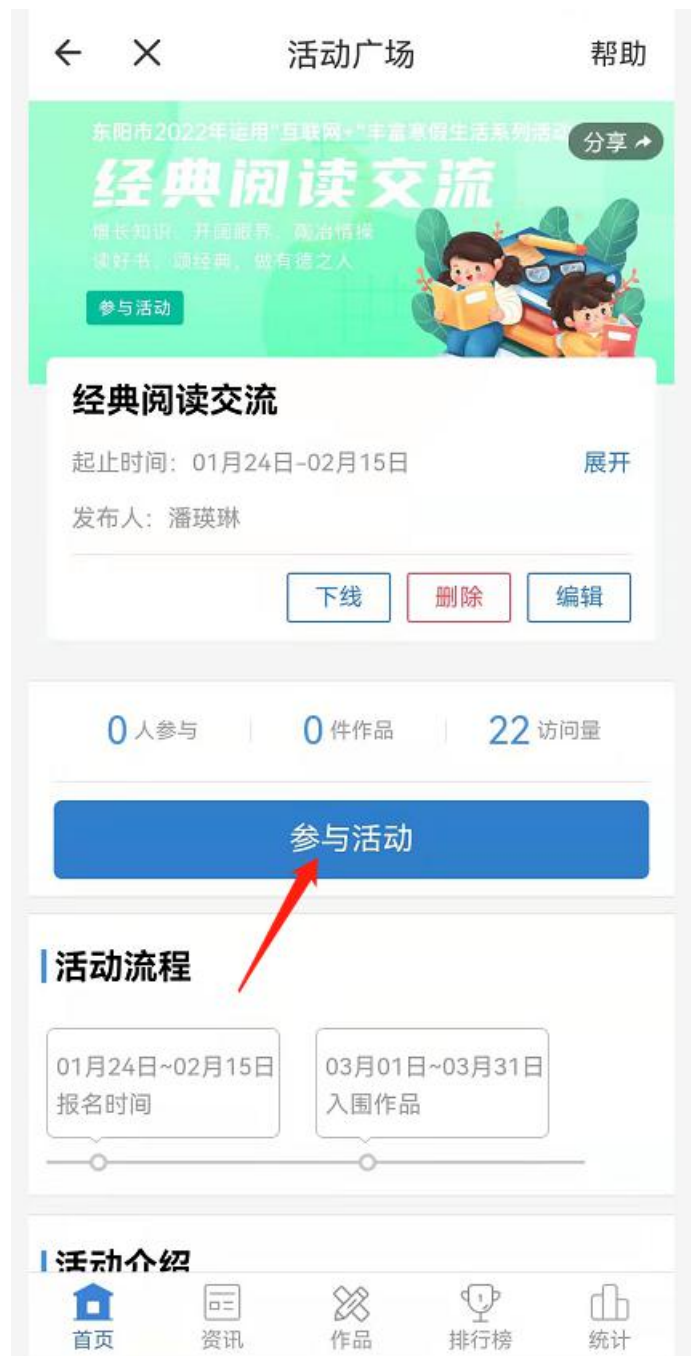 活动广场 帮助
东阳市2022年运用"互联网+"丰富寒假生活系列活动
分享
经典阅读交流
增长知识、开阔眼界、陶冶情操
读好书，颂经典，做有德之人
参与活动
经典阅读交流
起止时间：01月24日-02月15日 展开
发布人：潘瑛琳
下线 删除 编辑
0人参与 0件作品 22访问量
参与活动
活动流程
01月24日~02月15日 03月01日~03月31日
报名时间 入围作品
活动介绍
首页 资讯 作品 排行榜 统计